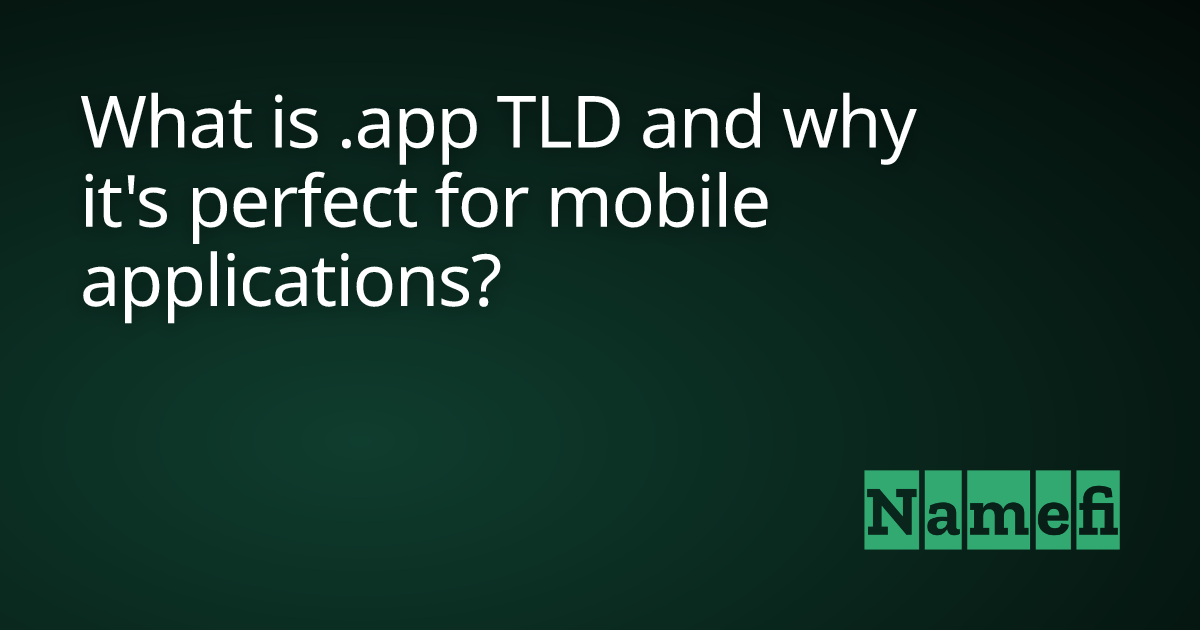 What is .app TLD and why
it's perfect for mobile
applications?
Namefi